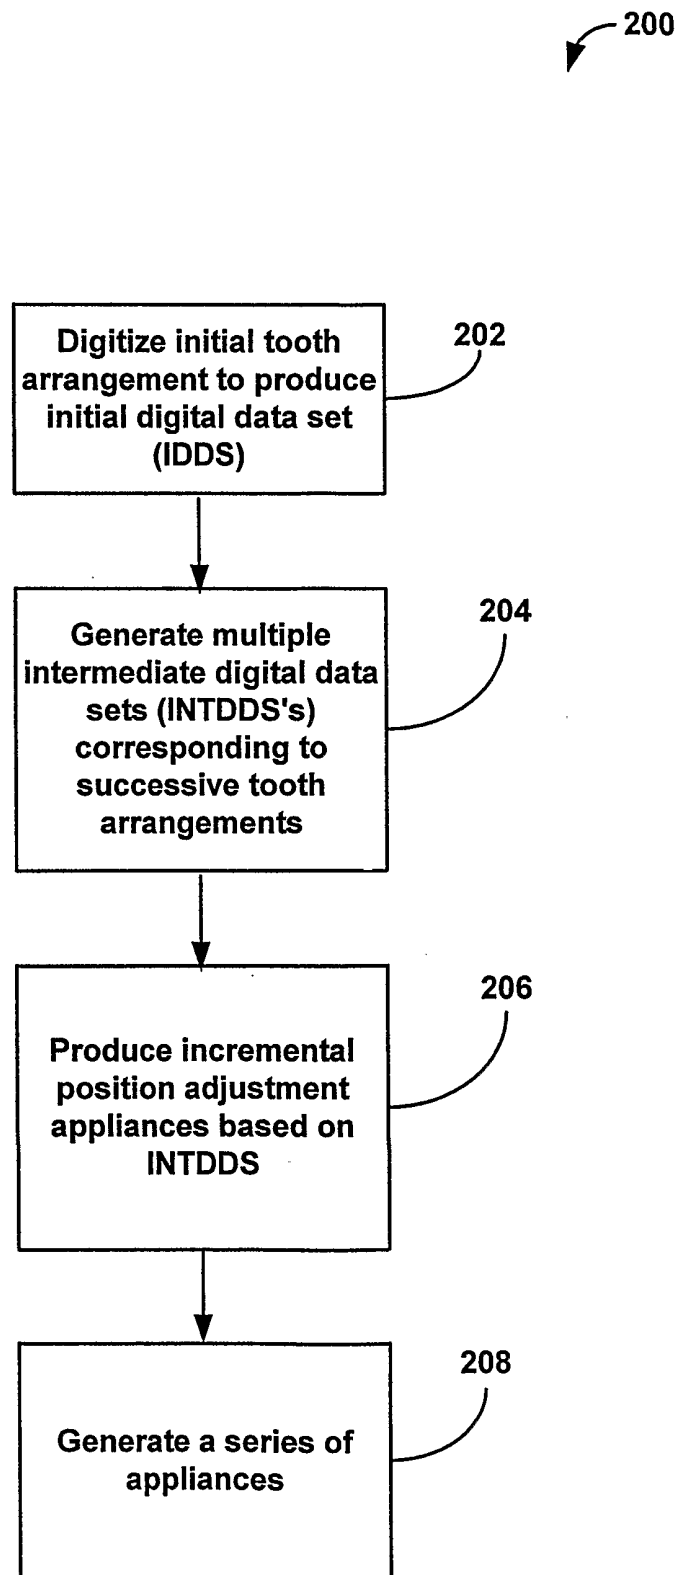 200
Digitize initial tooth
arrangement to produce
initial digital data set
(IDDS)
202
Generate multiple
intermediate digital data
sets (INTDDS's)
corresponding to
successive tooth
arrangements
204
Produce incremental
position adjustment
appliances based on
INTDDS
206
Generate a series of
appliances
208